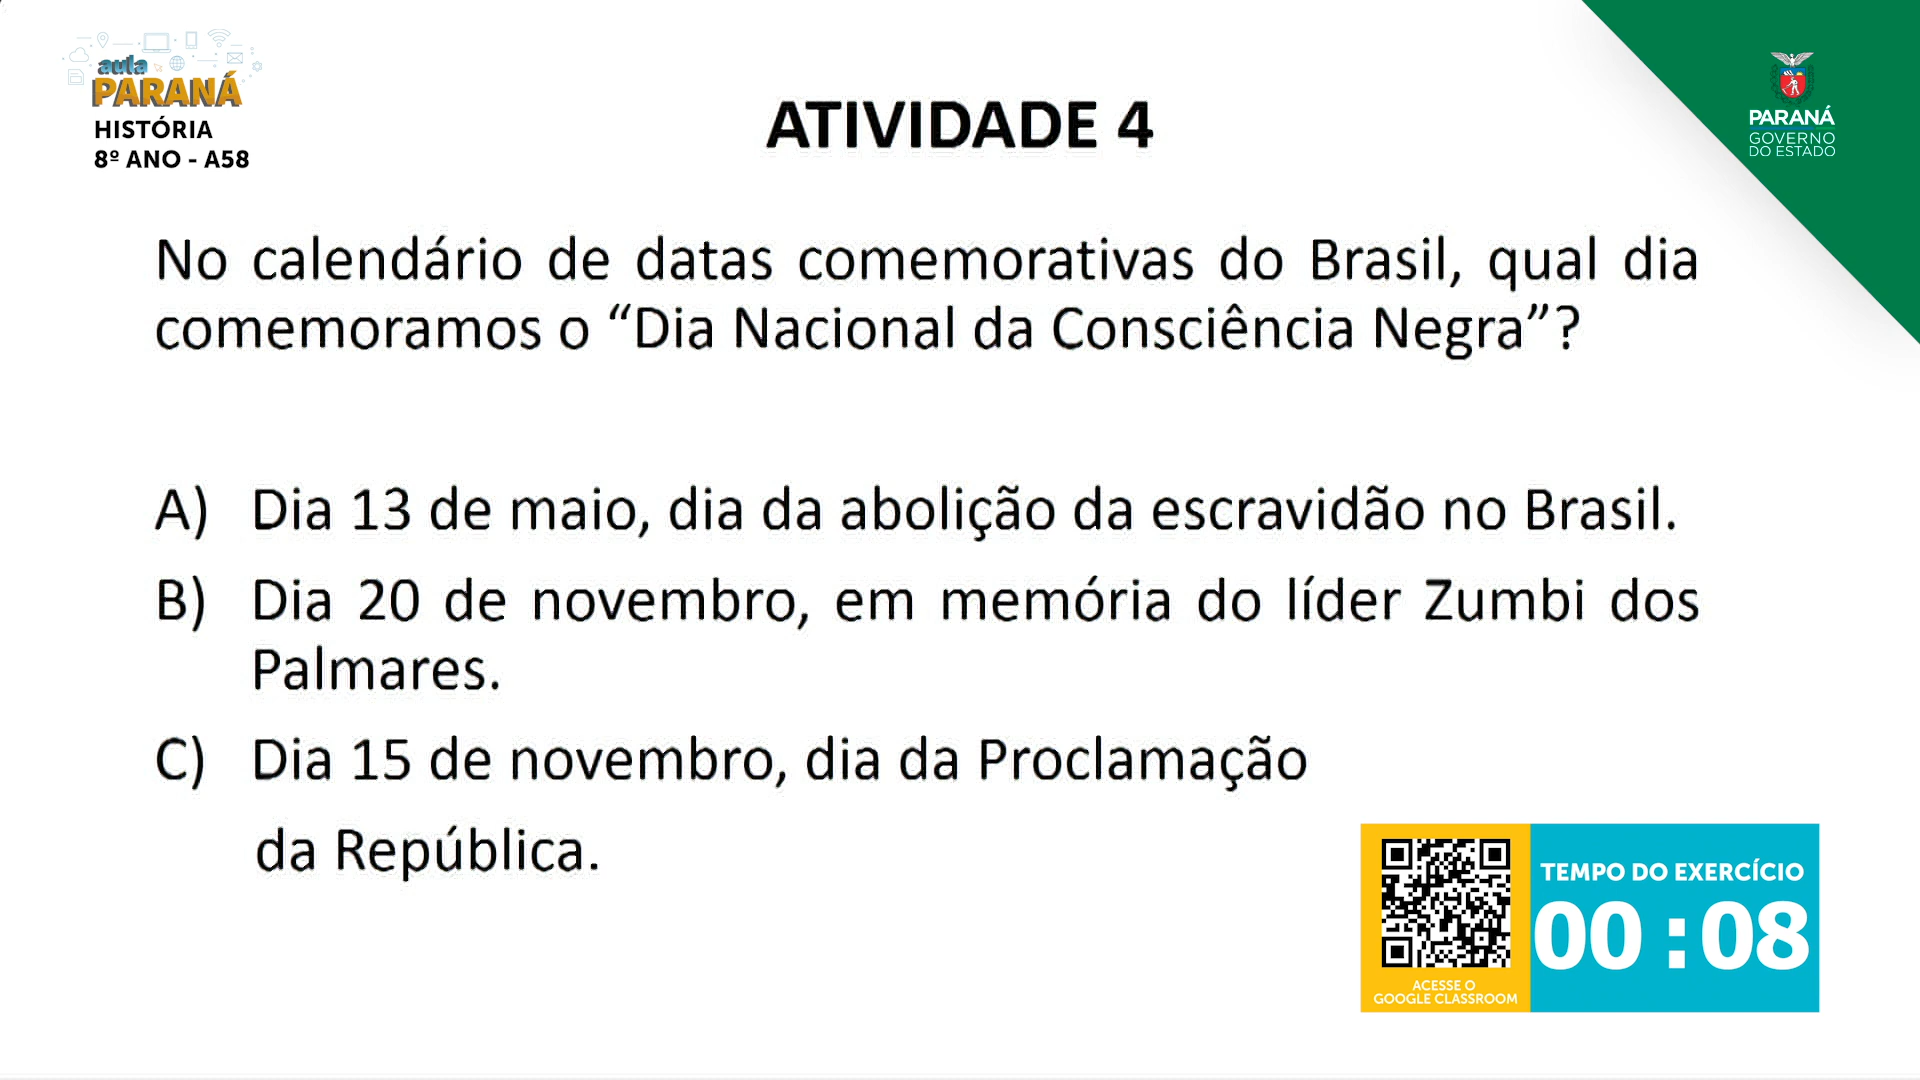 aula
PARANÁ
HISTÓRIA
8º ANO - A58
ATIVIDADE 4
PARANÁ
GOVERNO
DO ESTADO
No calendário de datas comemorativas do Brasil, qual dia
comemoramos o “Dia Nacional da Consciência Negra”?
A) Dia 13 de maio, dia da abolição da escravidão no Brasil.
B) Dia 20 de novembro, em memória do líder Zumbi dos
Palmares.
C) Dia 15 de novembro, dia da Proclamação
da República.
TEMPO DO EXERCÍCIO
00 : 08
ACESSE O
GOOGLE CLASSROOM